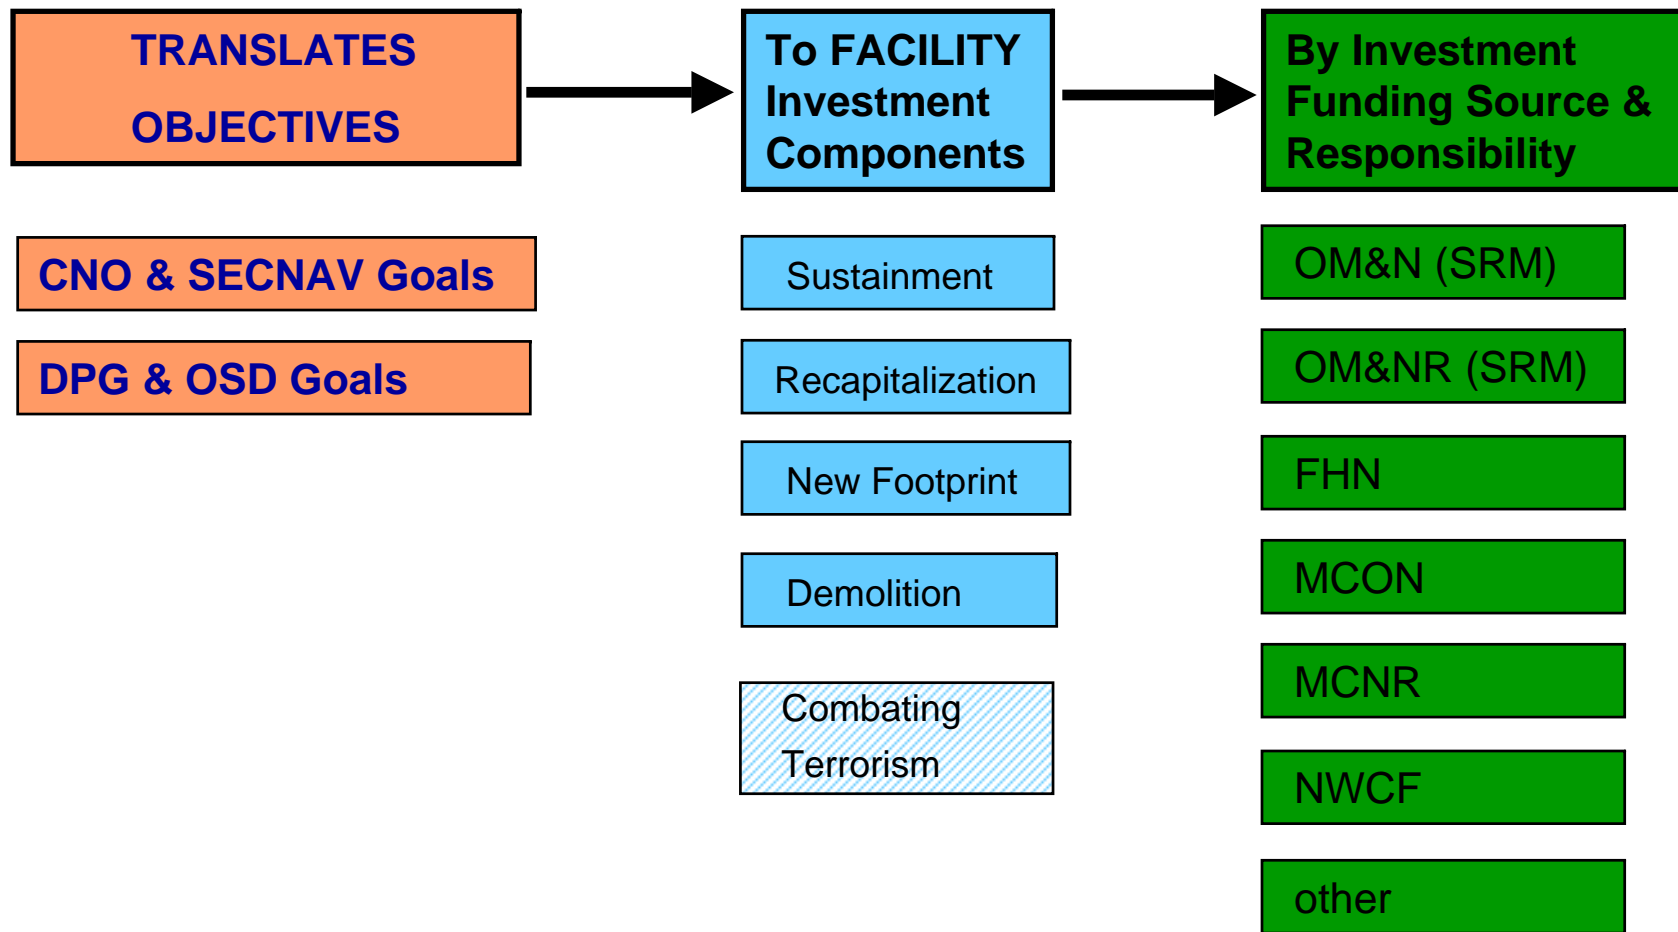 TRANSLATES
OBJECTIVES
To FACILITY
Investment
Components
By Investment
Funding Source &
Responsibility
CNO & SECNAV Goals
DPG & OSD Goals
Sustainment
Recapitalization
New Footprint
Demolition
Combating
Terrorism
OM&N (SRM)
OM&NR (SRM)
FHN
MCON
MCNR
NWCF
other